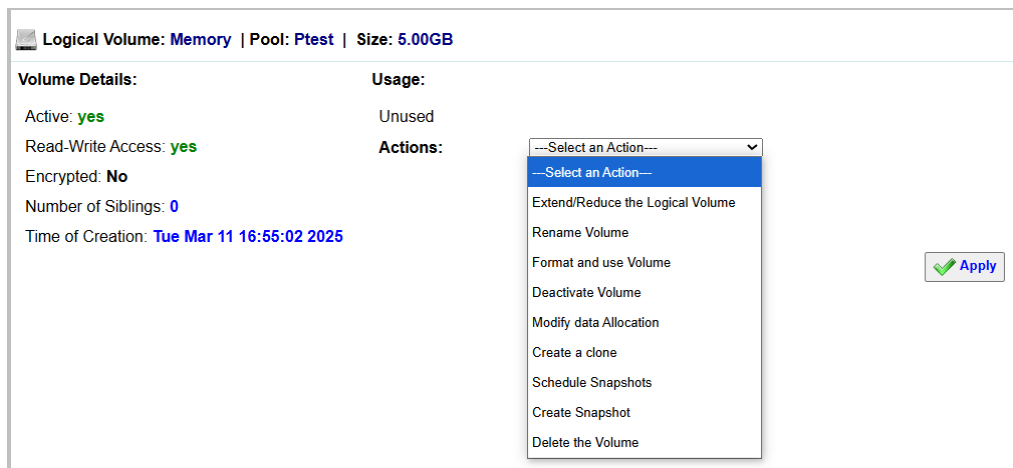 Logical Volume: Memory | Pool: Ptest | Size: 5.00GB
Volume Details:
Usage:
Active: yes
Unused
Read-Write Access: yes
Actions:
---Select an Action---
Encrypted: No
Number of Siblings: 0
Time of Creation: Tue Mar 11 16:55:02 2025
---Select an Action---
Extend/Reduce the Logical Volume
Rename Volume
Format and use Volume
Deactivate Volume
Modify data Allocation
Create a clone
Schedule Snapshots
Create Snapshot
Delete the Volume
Apply